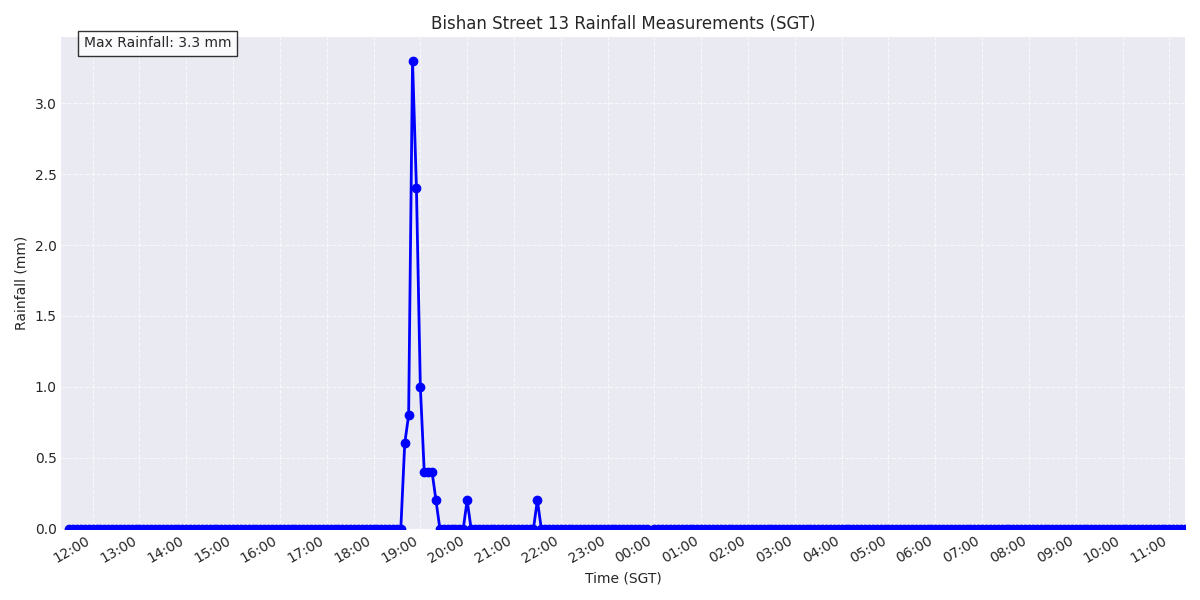 Bishan Street 13 Rainfall Measurements (SGT)
Max Rainfall: 3.3 mm
Rainfall (mm)
3.0
2.5
2.0
1.5
1.0
0.5
0.0
12:00 13:00 14:00 15:00 16:00 17:00 18:00 19:00 20:00 21:00 22:00 23:00 00:00 01:00 02:00 03:00 04:00 05:00 06:00 07:00 08:00 09:00 10:00 11:00
Time (SGT)